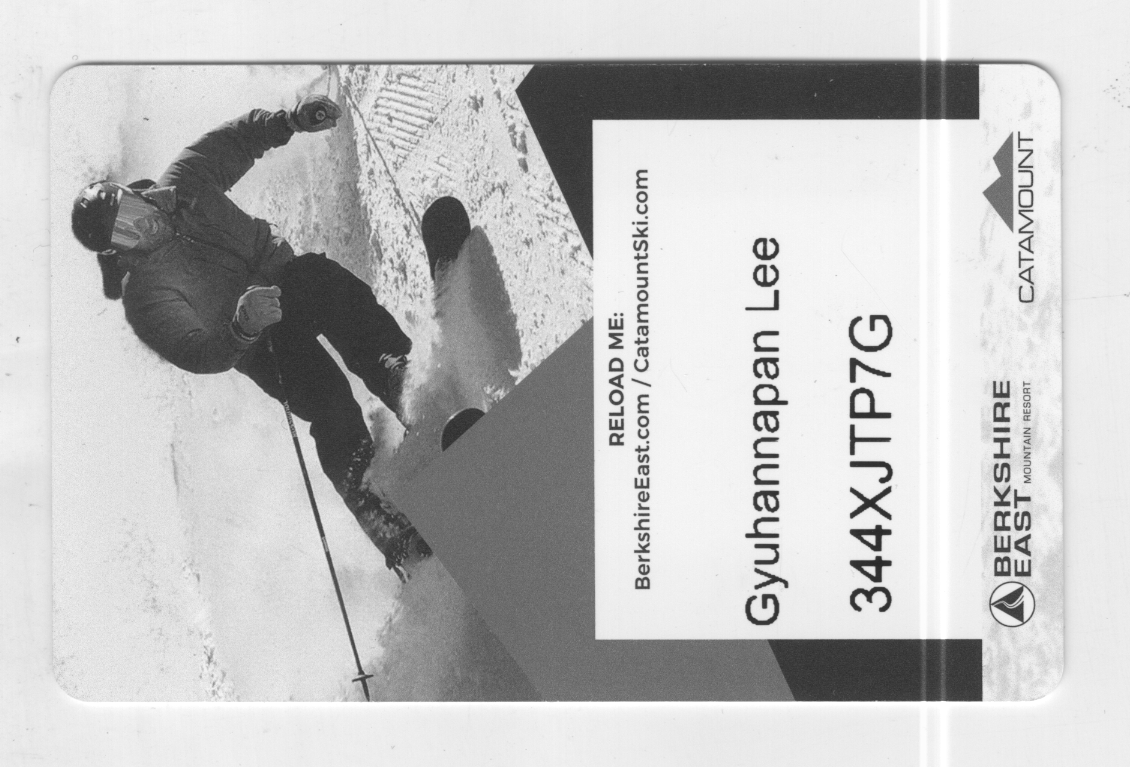 RELOAD ME:
BerkshireEast.com / CatamountSki.com
Gyuhannapan Lee
344XJTP7G
BERKSHIRE
EAST MOUNTAIN RESORT
CATAMOUNT